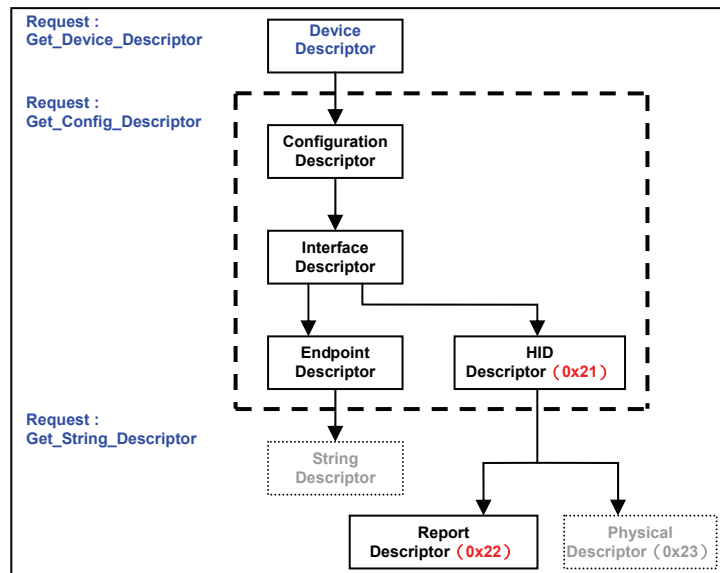 Request :
Get_Device_Descriptor
Device
Descriptor
Request :
Get_Config_Descriptor
Configuration
Descriptor
Interface
Descriptor
Endpoint
Descriptor
HID
Descriptor（0x21）
Request :
Get_String_Descriptor
String
Descriptor
Report
Descriptor（0x22）
Physical
Descriptor（0x23）